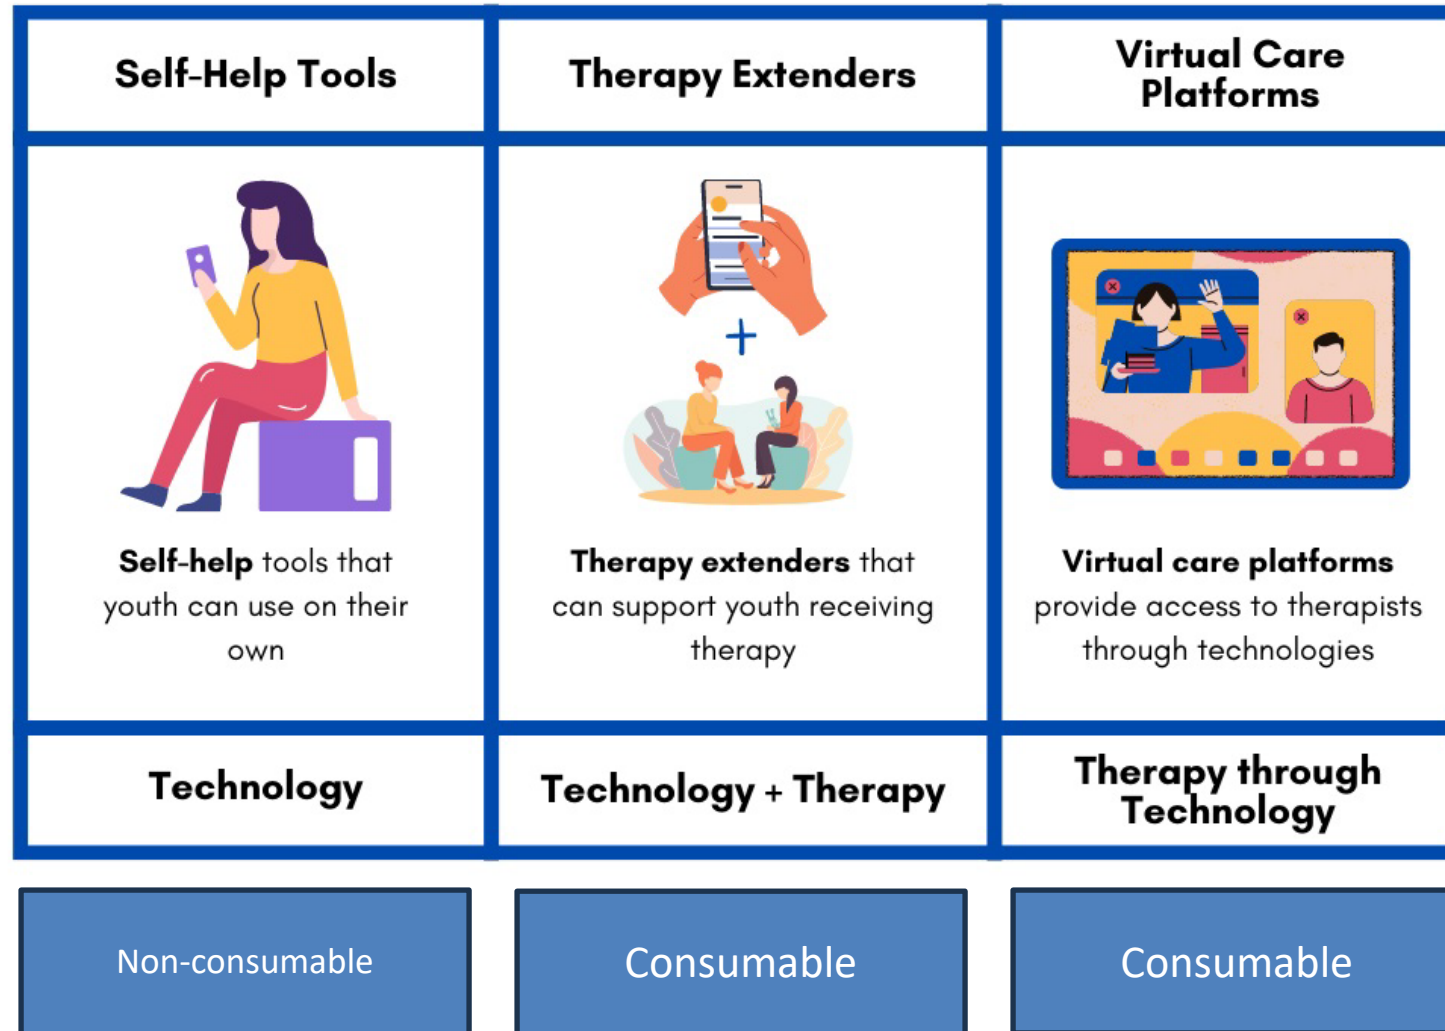 Self-Help Tools
Therapy Extenders
Virtual Care
Platforms
Self-help tools that
youth can use on their
own
Therapy extenders that
can support youth receiving
therapy
Virtual care platforms
provide access to therapists
through technologies
Technology
Technology + Therapy
Therapy through
Technology
Non-consumable
Consumable
Consumable